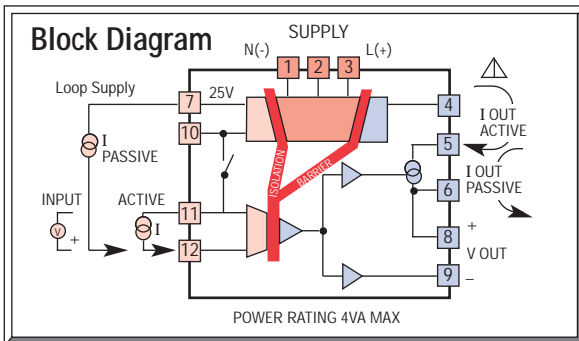 Block Diagram
SUPPLY
N(-) L(+)
1 2 3
Loop Supply
7 25V
4
10
I
PASSIVE
I OUT
ACTIVE
5
ISOLATION
BARRIER
I OUT
PASSIVE
6
INPUT
ACTIVE
11
V
+
I
12
8 +
V OUT
9 –
POWER RATING 4VA MAX